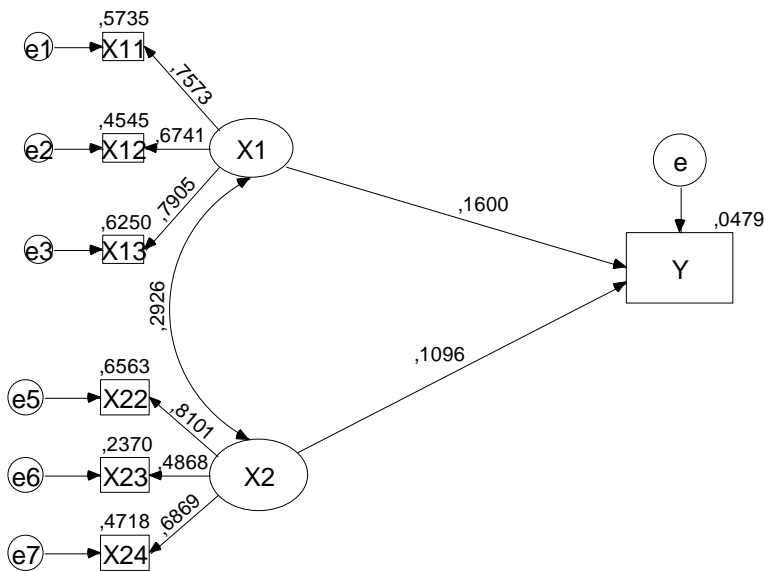 ,5735
e1
X11
,7573
,4545
e2
X12
,6741
X1
,6250
,7905
e3
X13
,2926
,1600
e
,0479
Y
,1096
,6563
e5
X22
,8101
,2370
e6
X23
,4868
X2
,4718
,6869
e7
X24